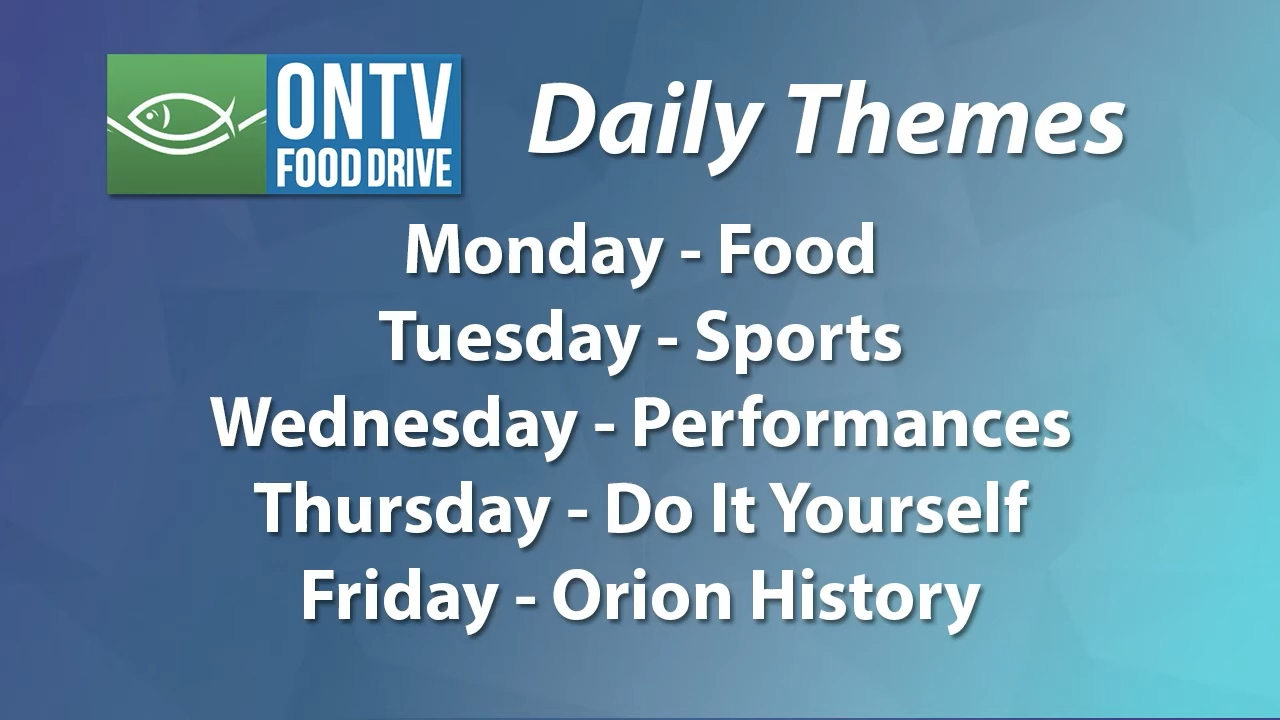 ONTV
FOOD DRIVE
Daily Themes
Monday - Food
Tuesday - Sports
Wednesday - Performances
Thursday - Do It Yourself
Friday - Orion History